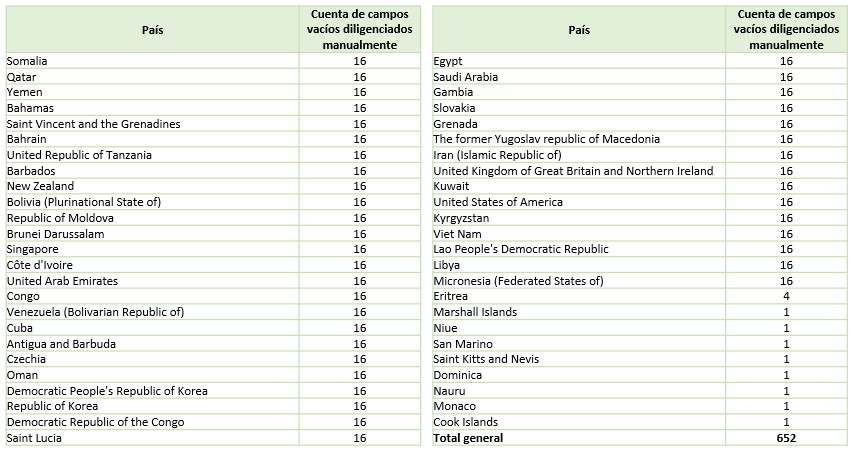 País
Cuenta de campos
vacíos diligenciados
manualmente
Somalia 16
Qatar 16
Yemen 16
Bahamas 16
Saint Vincent and the Grenadines 16
Bahrain 16
United Republic of Tanzania 16
Barbados 16
New Zealand 16
Bolivia (Plurinational State of) 16
Republic of Moldova 16
Brunei Darussalam 16
Singapore 16
Côte d'Ivoire 16
United Arab Emirates 16
Congo 16
Venezuela (Bolivarian Republic of) 16
Cuba 16
Antigua and Barbuda 16
Czechia 16
Oman 16
Democratic People's Republic of Korea 16
Republic of Korea 16
Democratic Republic of the Congo 16
Saint Lucia 16
País
Cuenta de campos
vacíos diligenciados
manualmente
Egypt 16
Saudi Arabia 16
Gambia 16
Slovakia 16
Grenada 16
The former Yugoslav republic of Macedonia 16
Iran (Islamic Republic of) 16
United Kingdom of Great Britain and Northern Ireland 16
Kuwait 16
United States of America 16
Kyrgyzstan 16
Viet Nam 16
Lao People's Democratic Republic 16
Libya 16
Micronesia (Federated States of) 16
Eritrea 4
Marshall Islands 1
Niue 1
San Marino 1
Saint Kitts and Nevis 1
Dominica 1
Nauru 1
Monaco 1
Cook Islands 1
Total general 652